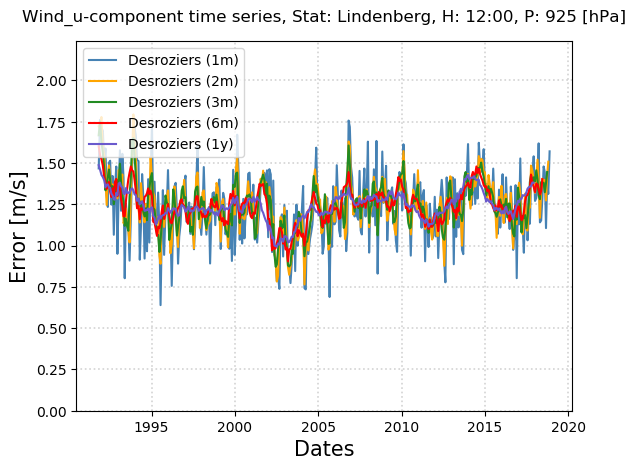 Wind_u-component time series, Stat: Lindenberg, H: 12:00, P: 925 [hPa]
Desroziers (1m)
Desroziers (2m)
Desroziers (3m)
Desroziers (6m)
Desroziers (1y)
Error [m/s]
2.00
1.75
1.50
1.25
1.00
0.75
0.50
0.25
0.00
1995 2000 2005 2010 2015 2020
Dates